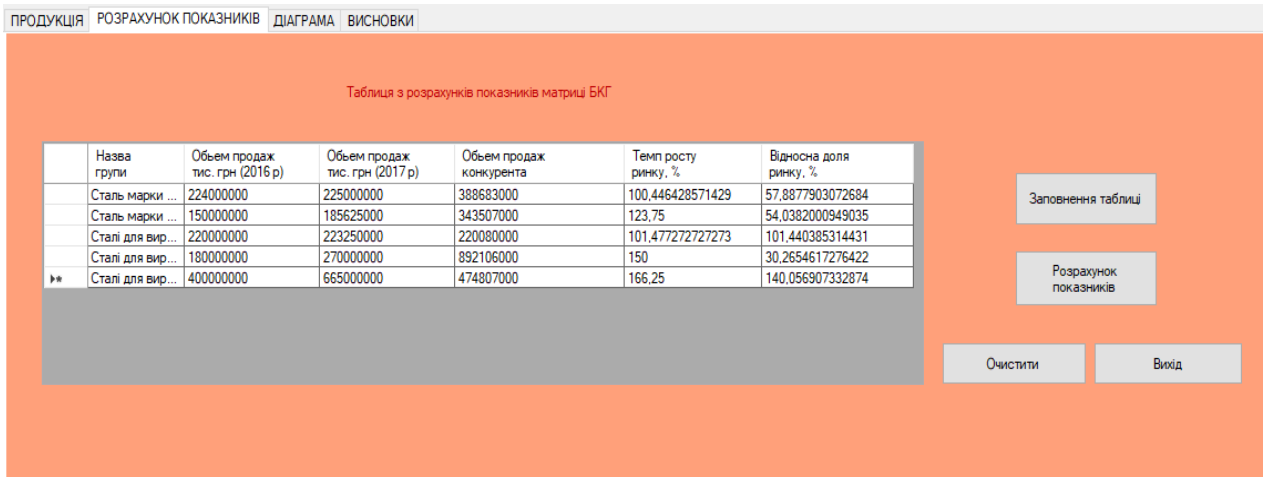 ПРОДУКЦІЯ РОЗРАХУНОК ПОКАЗНИКІВ ДІАГРАМА ВИСНОВКИ
Таблиця з розрахунків показників матриці БКГ
Назва групи Обьем продаж тис. грн (2016 р) Обьем продаж тис. грн (2017 р) Обьем продаж конкурента Темп росту ринку, % Відносна доля ринку, %
Сталь марки ... 224000000 225000000 388683000 100,446428571429 57,8877903072684
Сталь марки ... 150000000 185625000 343507000 123,75 54,0382000949035
Сталі для вир... 220000000 223250000 220080000 101,477272727273 101,440385314431
Сталі для вир... 180000000 270000000 892106000 150 30,2654617276422
Сталі для вир... 400000000 665000000 474807000 166,25 140,056907332874
Заповнення таблиці
Розрахунок
показників
Очистити Вихід